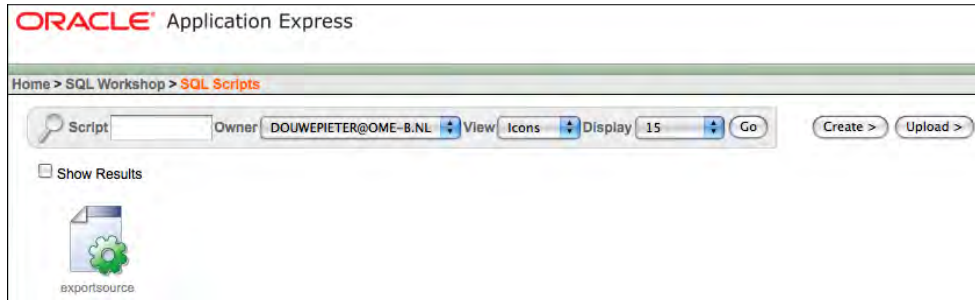 ORACLE Application Express
Home > SQL Workshop > SQL Scripts
Script Owner DOUWEPIETER@OME-B.NL View Icons Display 15 Go Create > Upload >
Show Results
exportsource